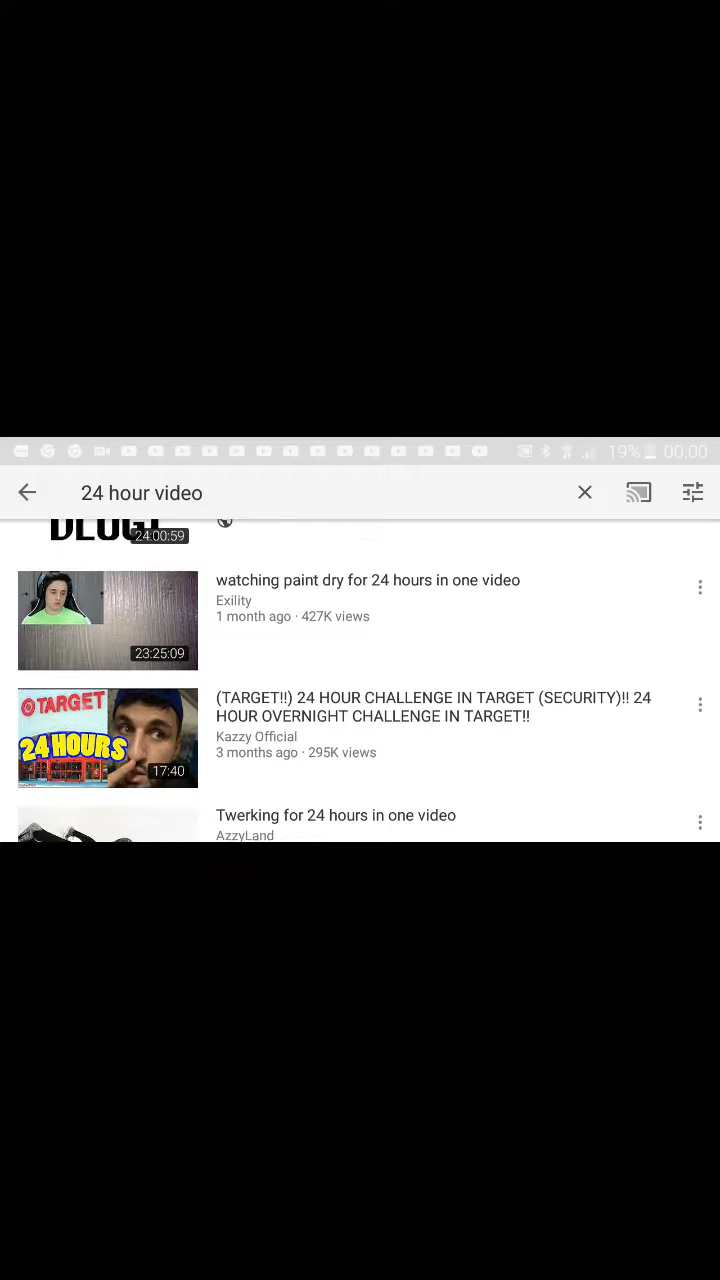 19% 00,00
24 hour video
24:00:59
watching paint dry for 24 hours in one video
Exility
1 month ago · 427K views
23:25:09
(TARGET!!) 24 HOUR CHALLENGE IN TARGET (SECURITY)!! 24
HOUR OVERNIGHT CHALLENGE IN TARGET!!
Kazzy Official
3 months ago · 295K views
TARGET
24 HOURS
17:40
Twerking for 24 hours in one video
AzzyLand